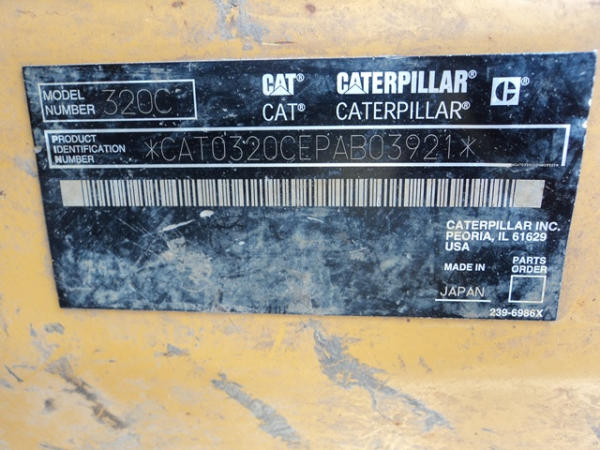 MODEL NUMBER 320C
CAT® CATERPILLAR®
CAT® CATERPILLAR®
PRODUCT IDENTIFICATION NUMBER *CAT0320CEPAB03921*
CATERPILLAR INC.
PEORIA, IL 61629
USA
MADE IN
JAPAN
PARTS
ORDER
239-6986X